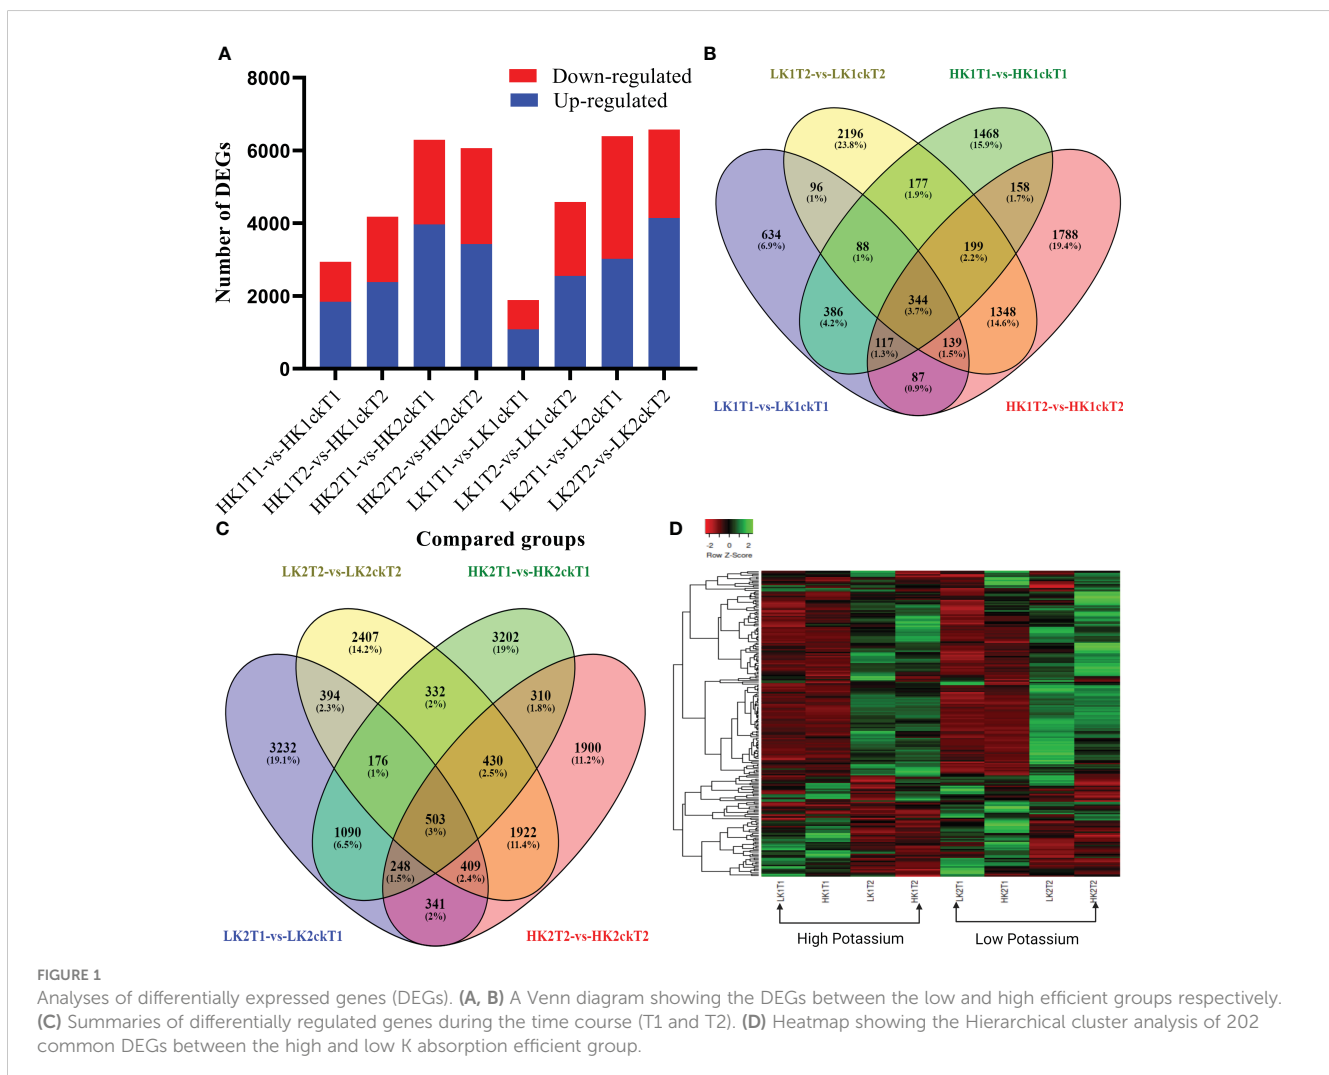 A
8000
6000
4000
2000
0
Number of DEGs
Down-regulated
Up-regulated
HK1T1-vs-HK1ckT1
HK1T2-vs-HK1ckT2
HK2T1-vs-HK2ckT1
HK2T2-vs-HK2ckT2
LK1T1-vs-LK1ckT1
LK1T2-vs-LK1ckT2
LK2T1-vs-LK2ckT1
LK2T2-vs-LK2ckT2
Compared groups
B
LK1T2-vs-LK1ckT2 HK1T1-vs-HK1ckT1
2196 1468
(23.8%) (15.9%)
96 177 158
(1%) (1.9%) (1.7%)
634 88 199 1788
(6.9%) (1%) (2.2%) (19.4%)
386 344 1348
(4.2%) (3.7%) (14.6%)
117 139
(1.3%) (1.5%)
87
(0.9%)
LK1T1-vs-LK1ckT1 HK1T2-vs-HK1ckT2
C
LK2T2-vs-LK2ckT2 HK2T1-vs-HK2ckT1
2407 3202
(14.2%) (19%)
394 332 310
(2.3%) (2%) (1.8%)
3232 176 430 1900
(19.1%) (1%) (2.5%) (11.2%)
1090 503 1922
(6.5%) (3%) (11.4%)
248 409
(1.5%) (2.4%)
341
(2%)
LK2T1-vs-LK2ckT1 HK2T2-vs-HK2ckT2
D
-2 0 2
Row Z-Score
LK1T1
HK1T1
LK1T2
HK1T2
LK2T1
HK2T1
LK2T2
HK2T2
High Potassium Low Potassium
FIGURE 1
Analyses of differentially expressed genes (DEGs). (A, B) A Venn diagram showing the DEGs between the low and high efficient groups respectively.
(C) Summaries of differentially regulated genes during the time course (T1 and T2). (D) Heatmap showing the Hierarchical cluster analysis of 202
common DEGs between the high and low K absorption efficient group.